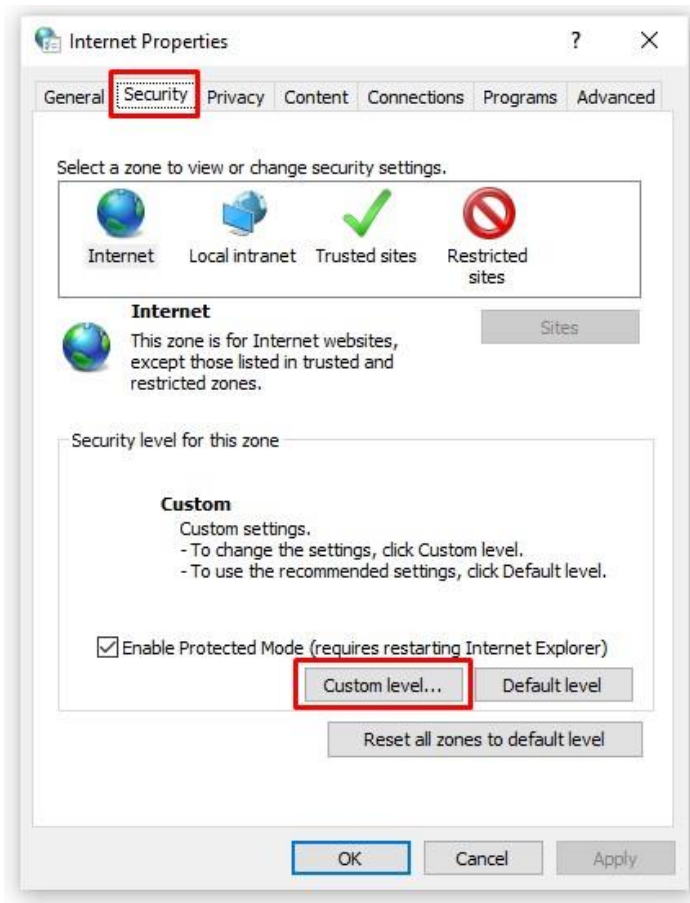 Internet Properties
?
General Security Privacy Content Connections Programs Advanced
Select a zone to view or change security settings.
Internet Local intranet Trusted sites Restricted
sites
Internet
Sites
This zone is for Internet websites,
except those listed in trusted and
restricted zones.
Security level for this zone
Custom
Custom settings.
- To change the settings, click Custom level.
- To use the recommended settings, click Default level.
Enable Protected Mode (requires restarting Internet Explorer)
Custom level... Default level
Reset all zones to default level
OK Cancel Apply